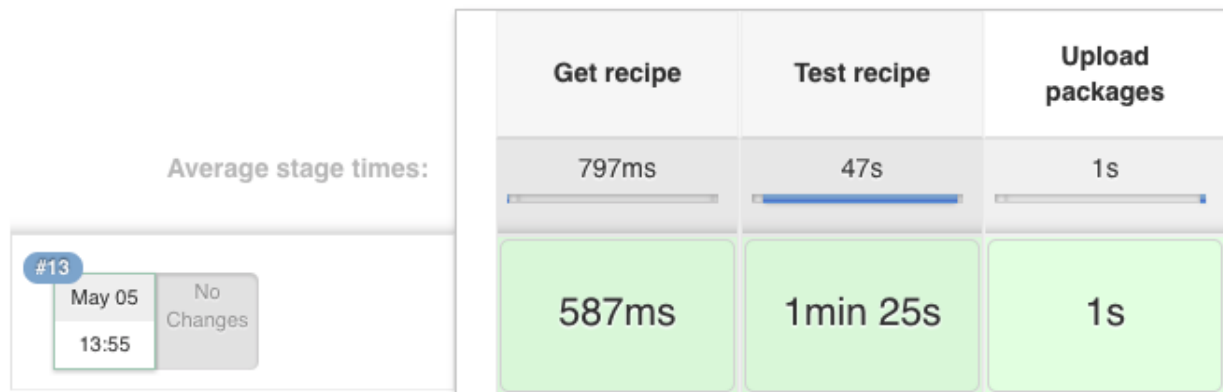 Get recipe
Test recipe
Upload
packages
Average stage times:
797ms
47s
1s
#13
May 05
13:55
No
Changes
587ms
1min 25s
1s